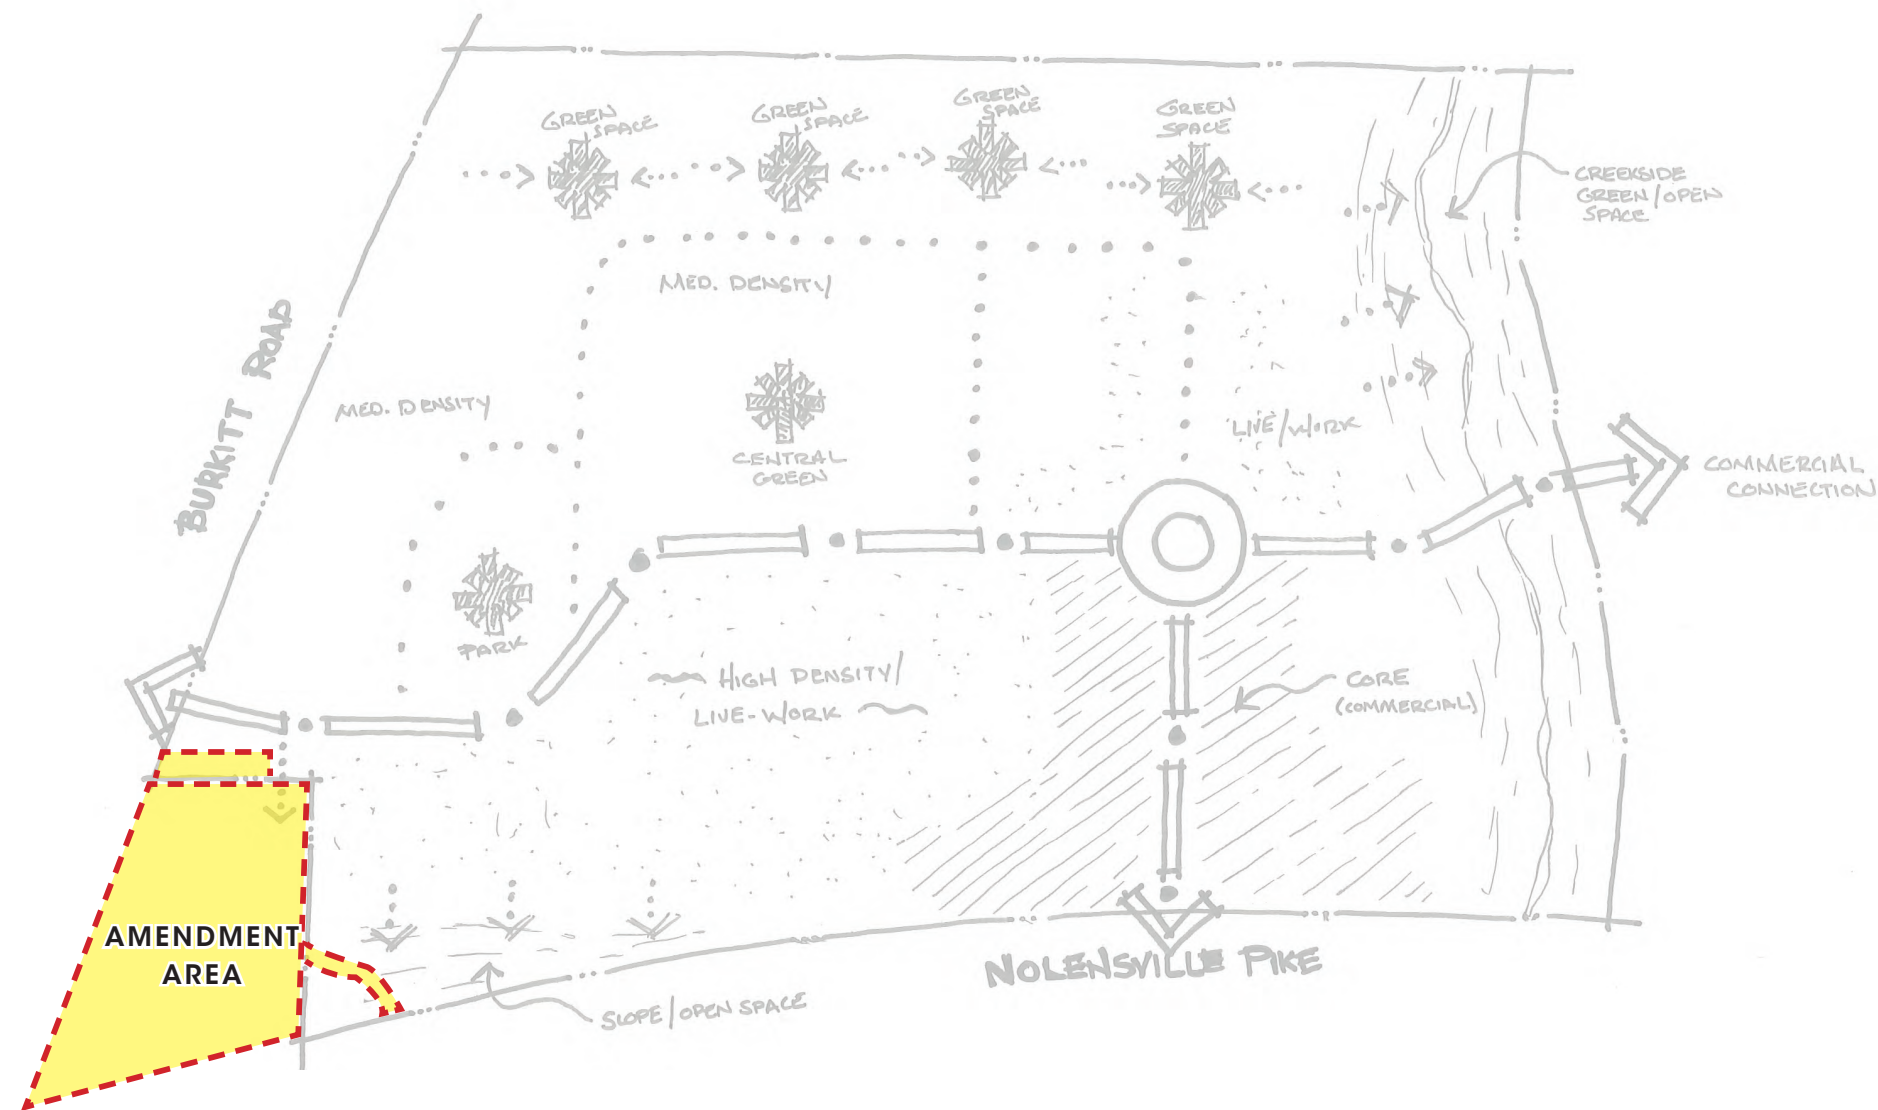 GREEN
SPACE
GREEN
SPACE
GREEN
SPACE
GREEN
SPACE
CREEKSIDE
GREEN/OPEN
SPACE
MED. DENSITY
BURKITT ROAD
MED. DENSITY
LIVE/WORK
CENTRAL
GREEN
COMMERCIAL
CONNECTION
PARK
HIGH DENSITY/
LIVE-WORK
CORE
(COMMERCIAL)
AMENDMENT
AREA
NOLENSVILLE PIKE
SLOPE/OPEN SPACE